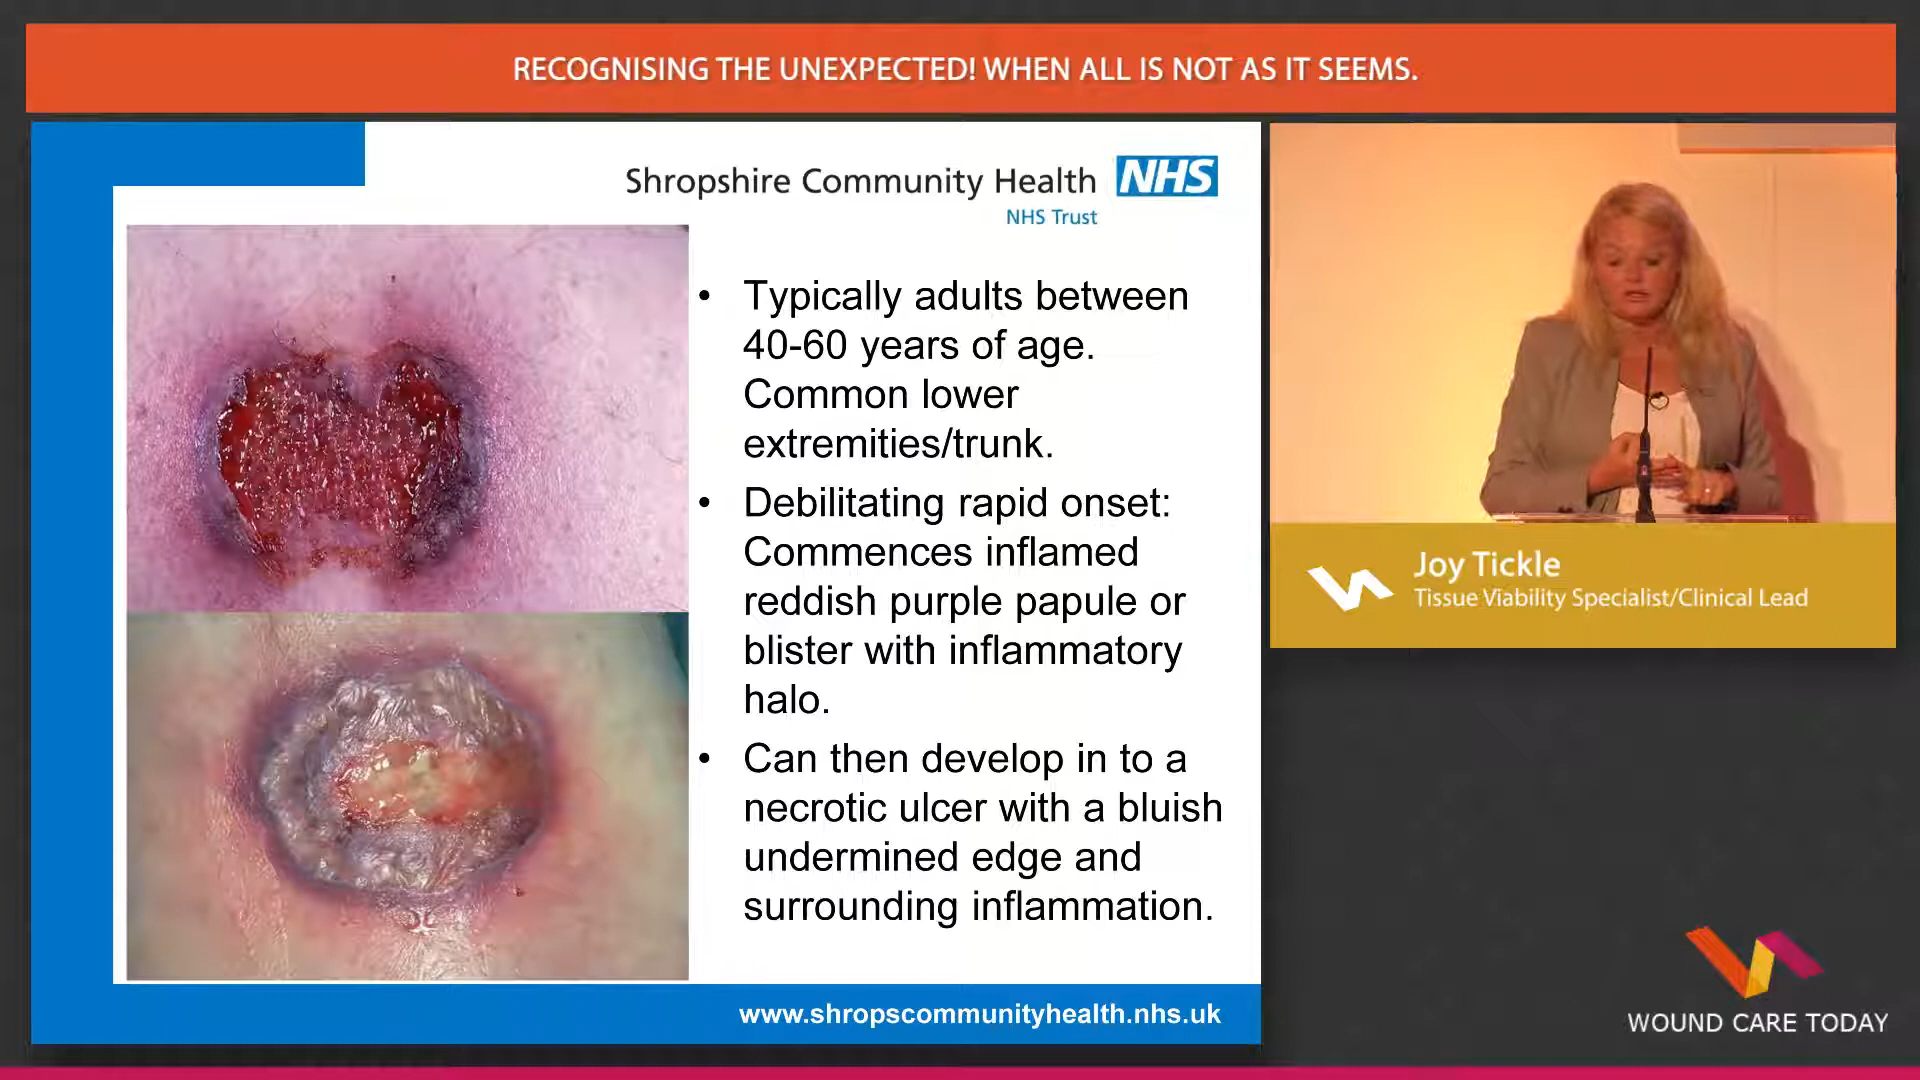 RECOGNISING THE UNEXPECTED! WHEN ALL IS NOT AS IT SEEMS.
Shropshire Community Health NHS
NHS Trust
• Typically adults between
40-60 years of age.
Common lower
extremities/trunk.
• Debilitating rapid onset:
Commences inflamed
reddish purple papule or
blister with inflammatory
halo.
• Can then develop in to a
necrotic ulcer with a bluish
undermined edge and
surrounding inflammation.
www.shropscommunityhealth.nhs.uk
Joy Tickle
Tissue Viability Specialist/Clinical Lead
WOUND CARE TODAY